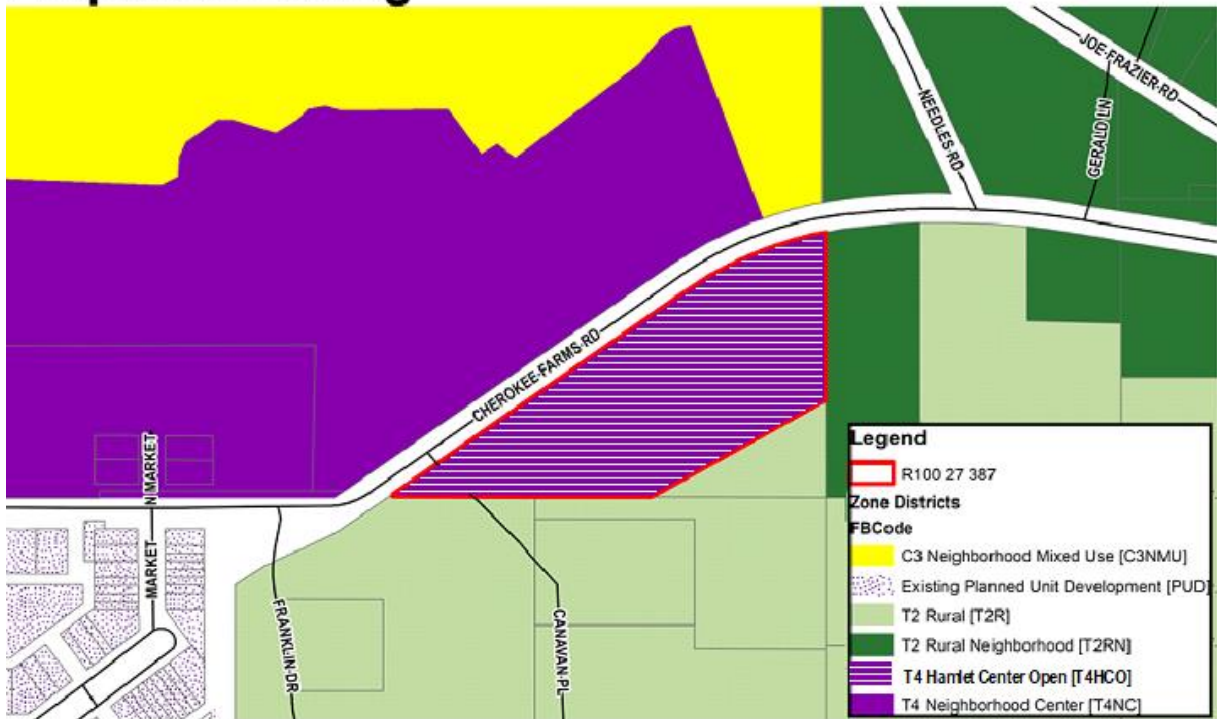 JOE-FRAZIER-RD
NEEDLES-RD
GERALD LN
CHEROKEE-FARMS-RD
N MARKET
MARKET
FRANKLIN-DR
CANAVAN-PL
Legend
R100 27 387
Zone Districts
FBCode
C3 Neighborhood Mixed Use [C3NMU]
Existing Planned Unit Development [PUD]
T2 Rural [T2R]
T2 Rural Neighborhood [T2RN]
T4 Hamlet Center Open [T4HCO]
T4 Neighborhood Center [T4NC]